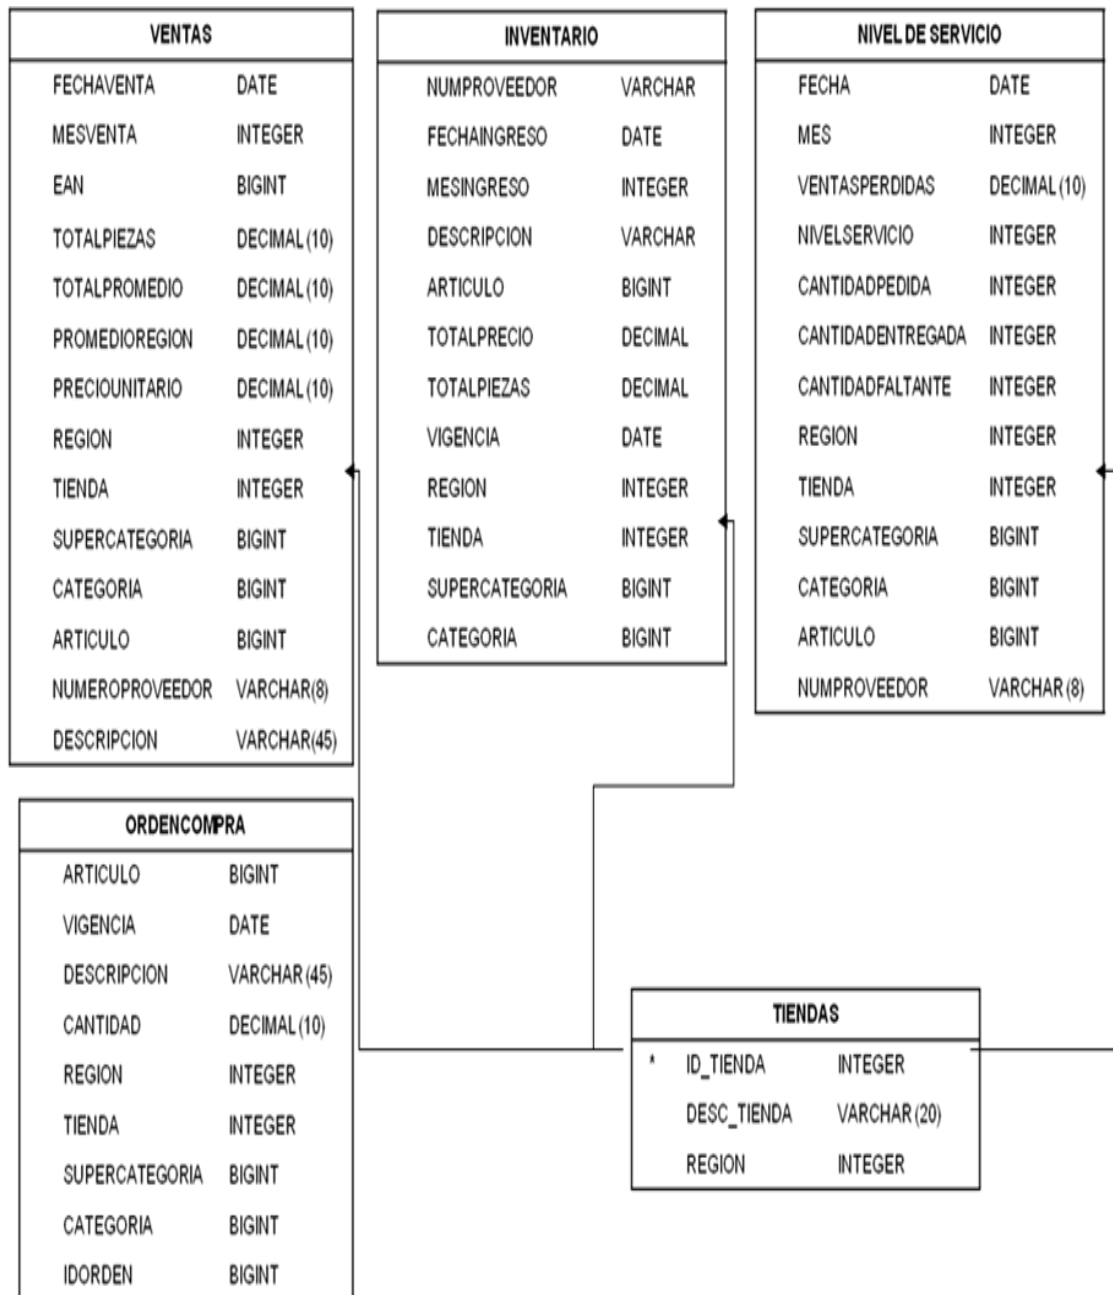 VENTAS
FECHAVENTA DATE
MESVENTA INTEGER
EAN BIGINT
TOTALPIEZAS DECIMAL(10)
TOTALPROMEDIO DECIMAL(10)
PROMEDIOREGION DECIMAL(10)
PRECIOUNITARIO DECIMAL(10)
REGION INTEGER
TIENDA INTEGER
SUPERCATEGORIA BIGINT
CATEGORIA BIGINT
ARTICULO BIGINT
NUMEROPROVEEDOR VARCHAR(8)
DESCRIPCION VARCHAR(45)
INVENTARIO
NUMPROVEEDOR VARCHAR
FECHAINGRESO DATE
MESINGRESO INTEGER
DESCRIPCION VARCHAR
ARTICULO BIGINT
TOTALPRECIO DECIMAL
TOTALPIEZAS DECIMAL
VIGENCIA DATE
REGION INTEGER
TIENDA INTEGER
SUPERCATEGORIA BIGINT
CATEGORIA BIGINT
NIVEL DE SERVICIO
FECHA DATE
MES INTEGER
VENTASPERDIDAS DECIMAL(10)
NIVELSERVICIO INTEGER
CANTIDADPEDIDA INTEGER
CANTIDADENTREGADA INTEGER
CANTIDADFALTANTE INTEGER
REGION INTEGER
TIENDA INTEGER
SUPERCATEGORIA BIGINT
CATEGORIA BIGINT
ARTICULO BIGINT
NUMPROVEEDOR VARCHAR(8)
ORDENCOMPRA
ARTICULO BIGINT
VIGENCIA DATE
DESCRIPCION VARCHAR(45)
CANTIDAD DECIMAL(10)
REGION INTEGER
TIENDA INTEGER
SUPERCATEGORIA BIGINT
CATEGORIA BIGINT
IDORDEN BIGINT
TIENDAS
* ID_TIENDA INTEGER
DESC_TIENDA VARCHAR(20)
REGION INTEGER